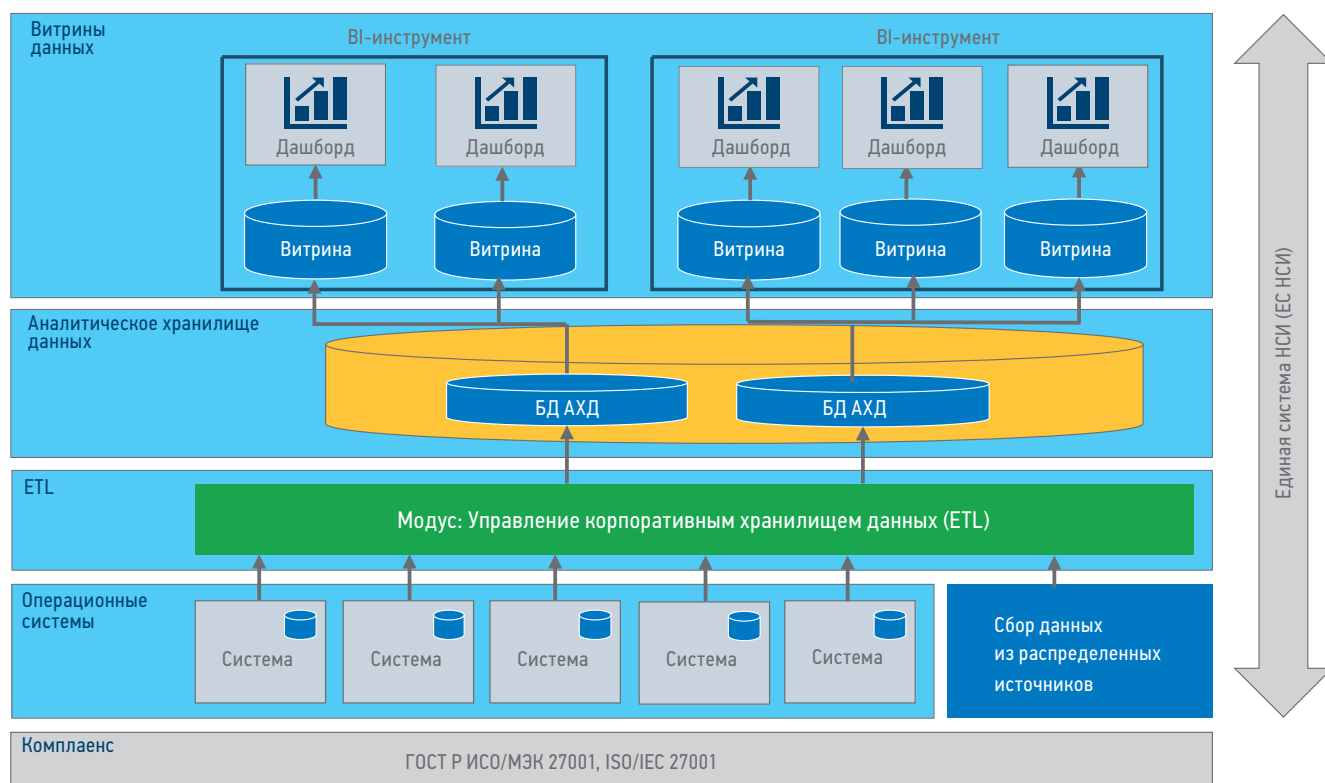 Витрины
данных
BI-инструмент
BI-инструмент
Дашборд
Дашборд
Дашборд
Дашборд
Дашборд
Витрина
Витрина
Витрина
Витрина
Витрина
Аналитическое хранилище
данных
БД АХД
БД АХД
ETL
Модус: Управление корпоративным хранилищем данных (ETL)
Операционные
системы
Система
Система
Система
Система
Система
Сбор данных
из распределенных
источников
Комплаенс
ГОСТ Р ИСО/МЭК 27001, ISO/IEC 27001
Единая система НСИ (ЕС НСИ)